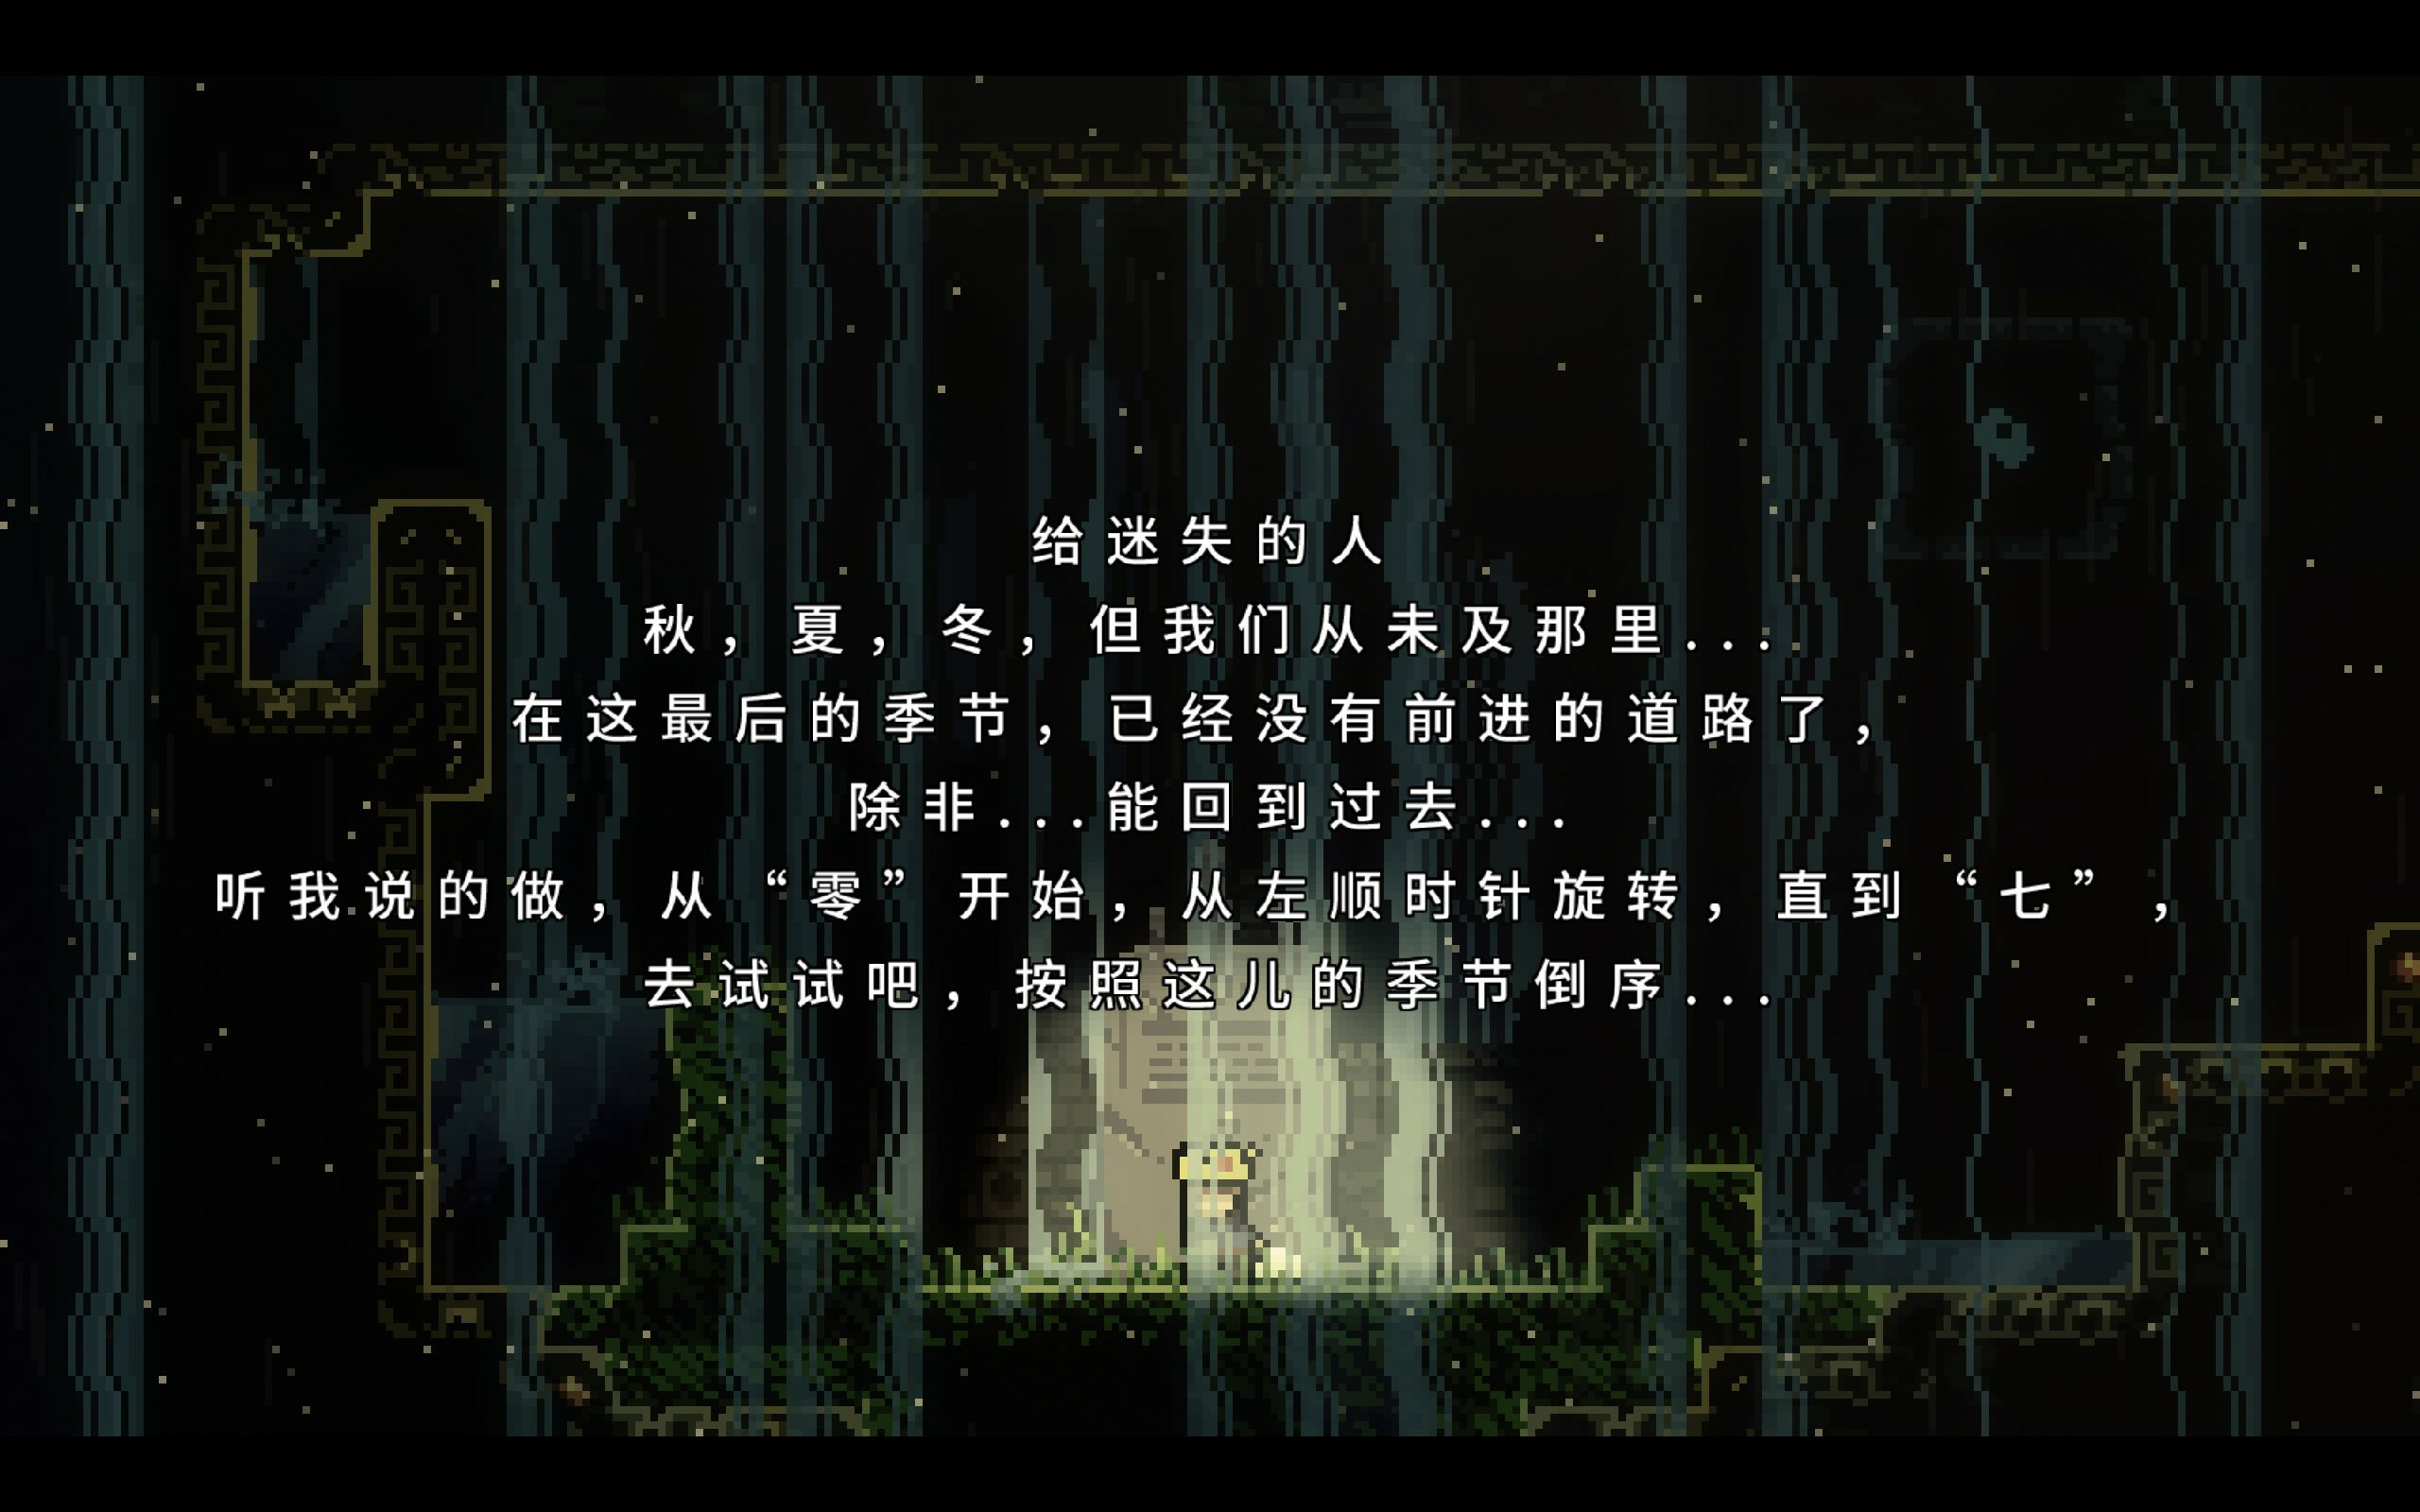 给迷失的人
秋，夏，冬，但我们从未及那里...
在这最后的季节，已经没有前进的道路了，
除非...能回到过去...
听我说的做，从“零”开始，从左顺时针旋转，直到“七”，
去试试吧，按照这儿的季节倒序...